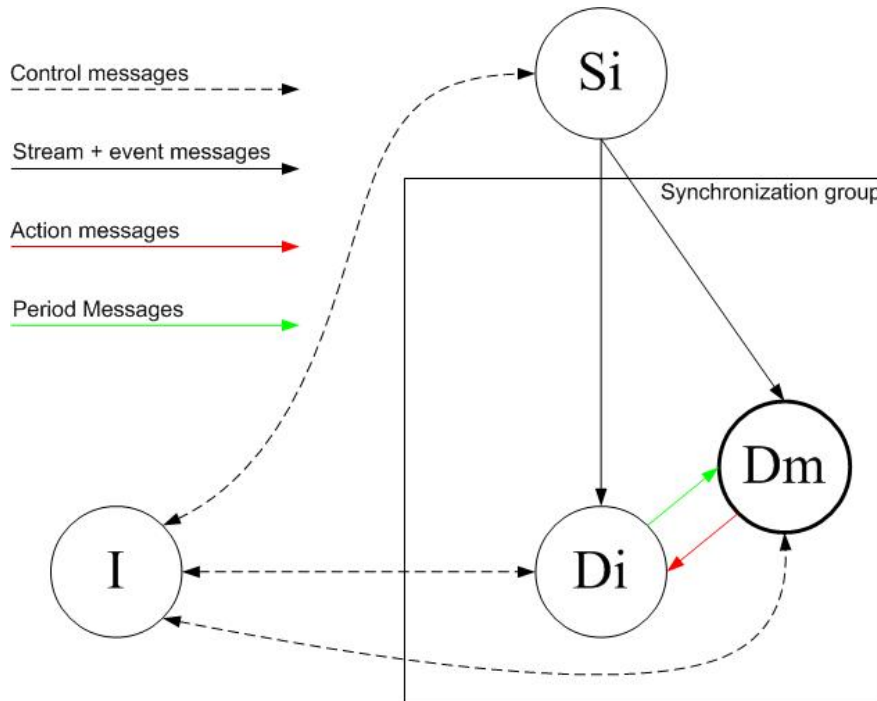 Control messages
Si
Stream + event messages
Synchronization group
Action messages
Period Messages
Dm
I
Di